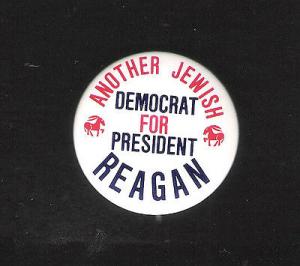 ANOTHER JEWISH
DEMOCRAT
FOR
PRESIDENT
REAGAN